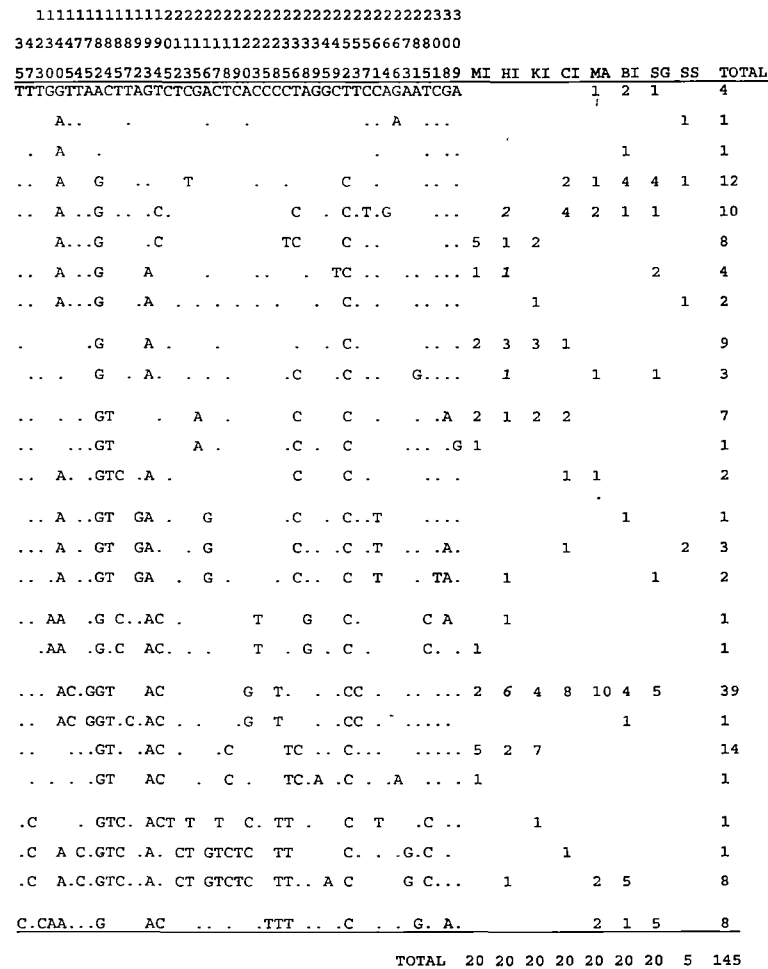 11111111111111222222222222222222222222222333
3423447788889990111111122223333445556667880 00
5730054524572345235678903585689592371463151 89 MI HI KI CI MA BI SG SS TOTAL
TTTGGTTAACTTAGTCTCGACTCACCCCTAGGCTTCCAGAATCGA 1 2 1 4
A.. . . . . .. A ... 1 1
. A . . . .. 1 1
.. A G .. T . . C ... 2 1 4 4 1 12
.. A ..G .. .C. C . C.T.G ... 2 4 2 1 1 10
A...G .C TC C .. .. 5 1 2 8
.. A ..G A . .. . TC .. .. ... . 1 1 2 4
.. A...G .A . . . . . . . C. . .. .. 1 1 2
. .G A . . . . C. ... 2 3 3 1 9
.. . G . A. . . . .C .C .. G.... 1 1 1 3
.. . .. GT . A C C . . .A 2 1 2 2 7
.. ...GT A . .C . C ... .G 1 1
.. A. .GTC .A . C C . .. . 1 1 2
.. A ..GT GA . G .C . C..T .... 1 1
... A . GT GA. . G C.. .C .T .. .A. 1 2 3
.. .A ..GT GA . . G . . C.. C T . TA. 1 1 2
.. AA .G C..AC . T G C. C A 1 1
.AA .G.C AC. . . T . G . C . C. . 1 1
... AC.GGT AC G T. . .CC . . ... 2 6 4 8 10 4 5 39
.. AC GGT.C.AC . .G T . .CC . ..... 1 1
.. ...GT. .AC . .C TC .. C... ..... 5 2 7 14
. . . .GT AC . C . TC.A .C . .A ... . 1 1
.C . GTC. ACT T T C. TT . C T .C .. 1 1
.C A C.GTC .A. CT GTCTC TT C. . .G.C . 1 1
.C A.C.GTC..A. CT GTCTC TT.. A C G C... 1 2 5 8
C.CAA...G AC .. . . .TTT ... .C . . G. A. 2 1 5 8
TOTAL 20 20 20 20 20 20 20 5 145